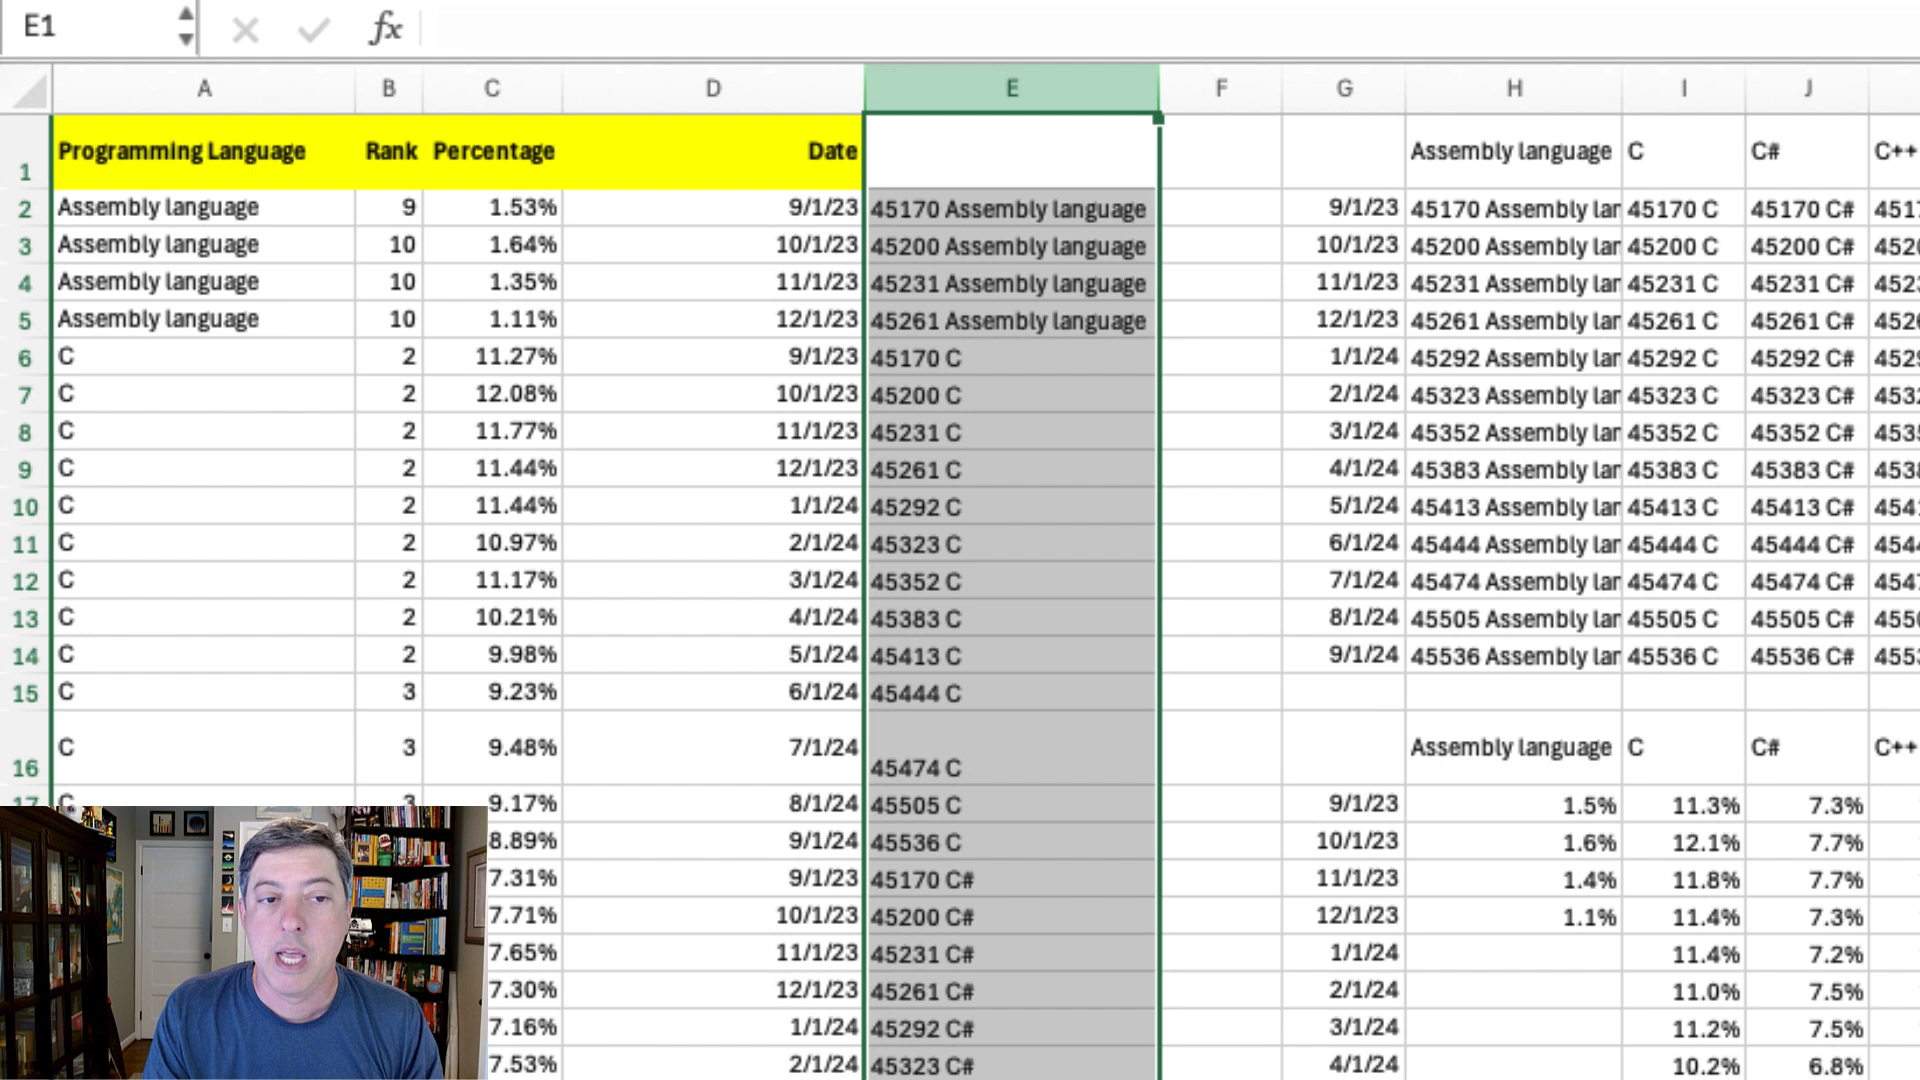 E1 fx
A B C D E F G H I J
1 Programming Language Rank Percentage Date Assembly language C C# C++
2 Assembly language 9 1.53% 9/1/23 45170 Assembly language 9/1/23 45170 Assembly lar 45170 C 45170 C#
3 Assembly language 10 1.64% 10/1/23 45200 Assembly language 10/1/23 45200 Assembly lar 45200 C 45200 C#
4 Assembly language 10 1.35% 11/1/23 45231 Assembly language 11/1/23 45231 Assembly lar 45231 C 45231 C#
5 Assembly language 10 1.11% 12/1/23 45261 Assembly language 12/1/23 45261 Assembly lar 45261 C 45261 C#
6 C 2 11.27% 9/1/23 45170 C 1/1/24 45292 Assembly lar 45292 C 45292 C#
7 C 2 12.08% 10/1/23 45200 C 2/1/24 45323 Assembly lar 45323 C 45323 C#
8 C 2 11.77% 11/1/23 45231 C 3/1/24 45352 Assembly lar 45352 C 45352 C#
9 C 2 11.44% 12/1/23 45261 C 4/1/24 45383 Assembly lar 45383 C 45383 C#
10 C 2 11.44% 1/1/24 45292 C 5/1/24 45413 Assembly lar 45413 C 45413 C#
11 C 2 10.97% 2/1/24 45323 C 6/1/24 45444 Assembly lar 45444 C 45444 C#
12 C 2 11.17% 3/1/24 45352 C 7/1/24 45474 Assembly lar 45474 C 45474 C#
13 C 2 10.21% 4/1/24 45383 C 8/1/24 45505 Assembly lar 45505 C 45505 C#
14 C 2 9.98% 5/1/24 45413 C 9/1/24 45536 Assembly lar 45536 C 45536 C#
15 C 3 9.23% 6/1/24 45444 C
16 C 3 9.48% 7/1/24 45474 C Assembly language C C# C++
17 C 3 9.17% 8/1/24 45505 C 9/1/23 1.5% 11.3% 7.3%
8.89% 9/1/24 45536 C 10/1/23 1.6% 12.1% 7.7%
7.31% 9/1/23 45170 C# 11/1/23 1.4% 11.8% 7.7%
7.71% 10/1/23 45200 C# 12/1/23 1.1% 11.4% 7.3%
7.65% 11/1/23 45231 C# 1/1/24 11.4% 7.2%
7.30% 12/1/23 45261 C# 2/1/24 11.0% 7.5%
7.16% 1/1/24 45292 C# 3/1/24 11.2% 7.5%
7.53% 2/1/24 45323 C# 4/1/24 10.2% 6.8%